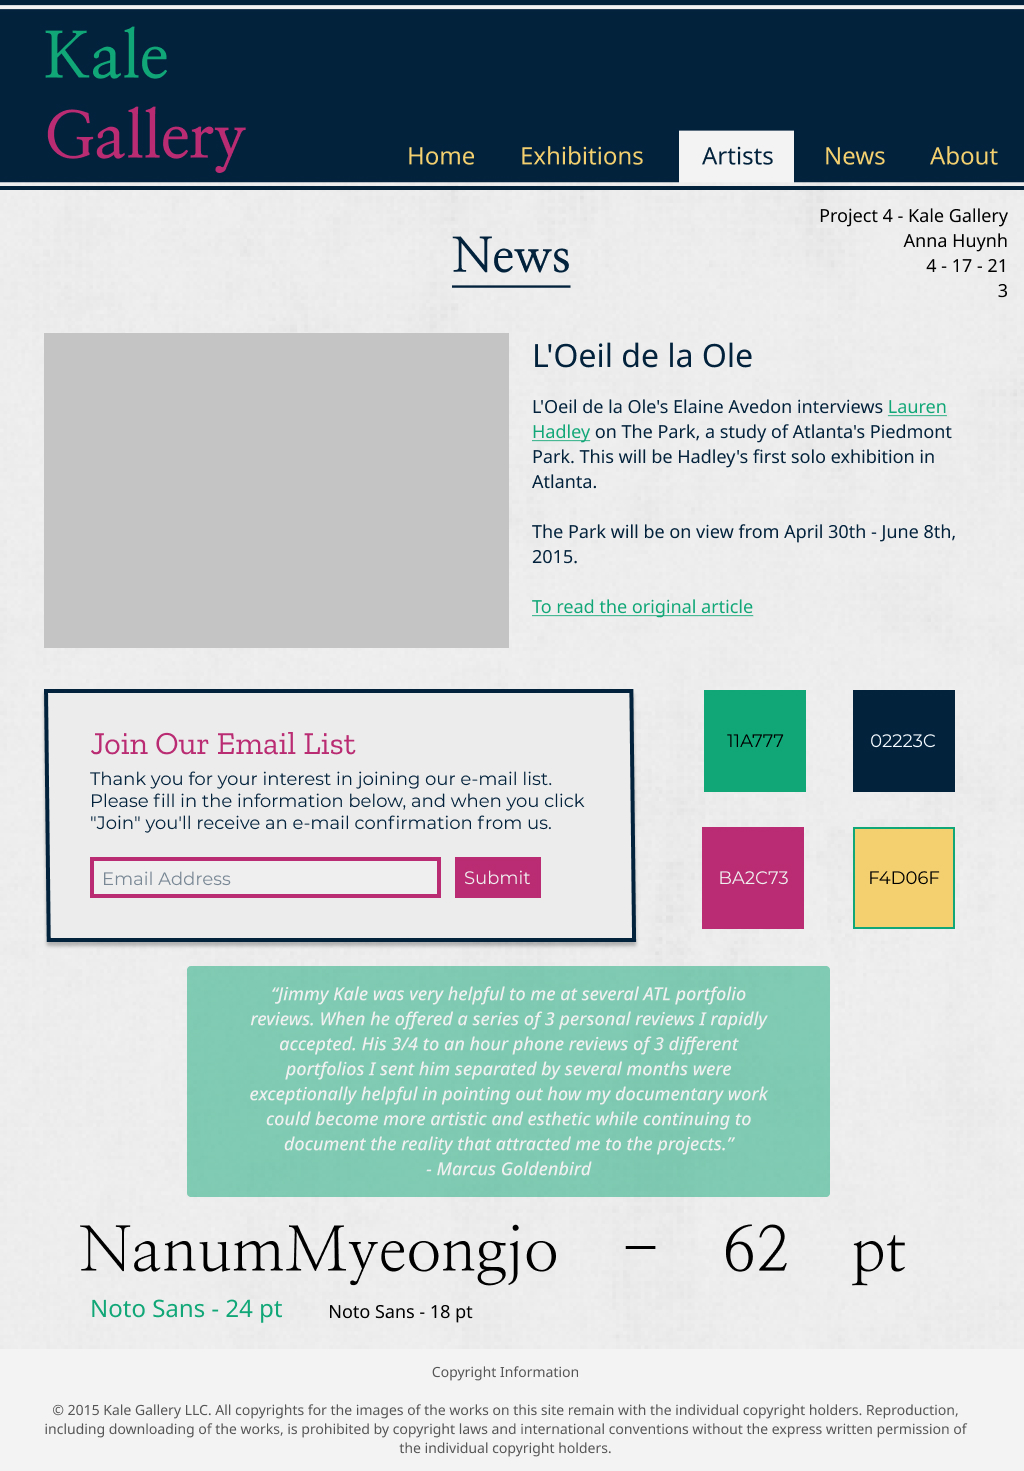 Kale
Gallery
Home Exhibitions Artists News About
Project 4 - Kale Gallery
Anna Huynh
4 - 17 - 21
3
News
L'Oeil de la Ole
L'Oeil de la Ole's Elaine Avedon interviews Lauren
Hadley on The Park, a study of Atlanta's Piedmont
Park. This will be Hadley's first solo exhibition in
Atlanta.
The Park will be on view from April 30th - June 8th,
2015.
To read the original article
Join Our Email List
Thank you for your interest in joining our e-mail list.
Please fill in the information below, and when you click
"Join" you'll receive an e-mail confirmation from us.
Email Address
Submit
11A777
02223C
BA2C73
F4D06F
“Jimmy Kale was very helpful to me at several ATL portfolio
reviews. When he offered a series of 3 personal reviews I rapidly
accepted. His 3/4 to an hour phone reviews of 3 different
portfolios I sent him separated by several months were
exceptionally helpful in pointing out how my documentary work
could become more artistic and esthetic while continuing to
document the reality that attracted me to the projects.”
- Marcus Goldenbird
NanumMyeongjo – 62 pt
Noto Sans - 24 pt
Noto Sans - 18 pt
Copyright Information
© 2015 Kale Gallery LLC. All copyrights for the images of the works on this site remain with the individual copyright holders. Reproduction,
including downloading of the works, is prohibited by copyright laws and international conventions without the express written permission of
the individual copyright holders.